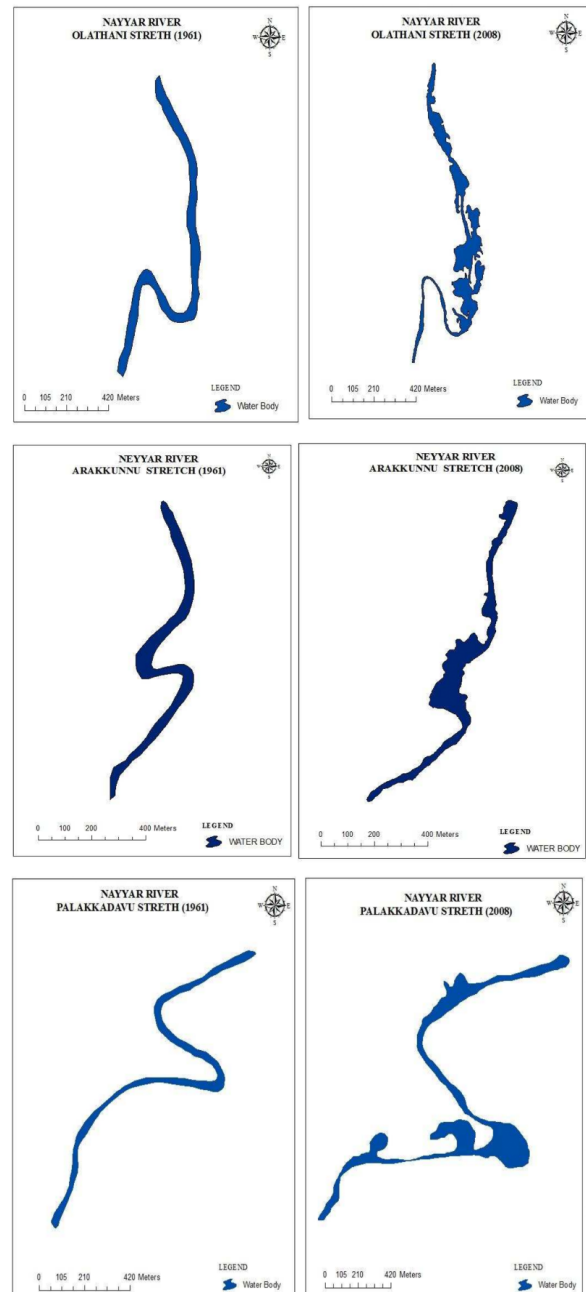 NAYYAR RIVER
OLATHANI STRETH (1961)
N
W E
S
0 105 210 420 Meters
LEGEND
Water Body
NAYYAR RIVER
OLATHANI STRETH (2008)
N
W E
S
0 105 210 420 Meters
LEGEND
Water Body
NEYYAR RIVER
ARAKKUNNU STRETCH (1961)
N
W E
S
0 100 200 400 Meters
LEGEND
WATER BODY
NEYYAR RIVER
ARAKKUNNU STRETCH (2008)
N
W E
S
0 100 200 400 Meters
LEGEND
WATER BODY
NAYYAR RIVER
PALAKKADAVU STRETH (1961)
N
W E
S
0 105 210 420 Meters
LEGEND
Water Body
NAYYAR RIVER
PALAKKADAVU STRETH (2008)
N
W E
S
0 105 210 420 Meters
LEGEND
Water Body